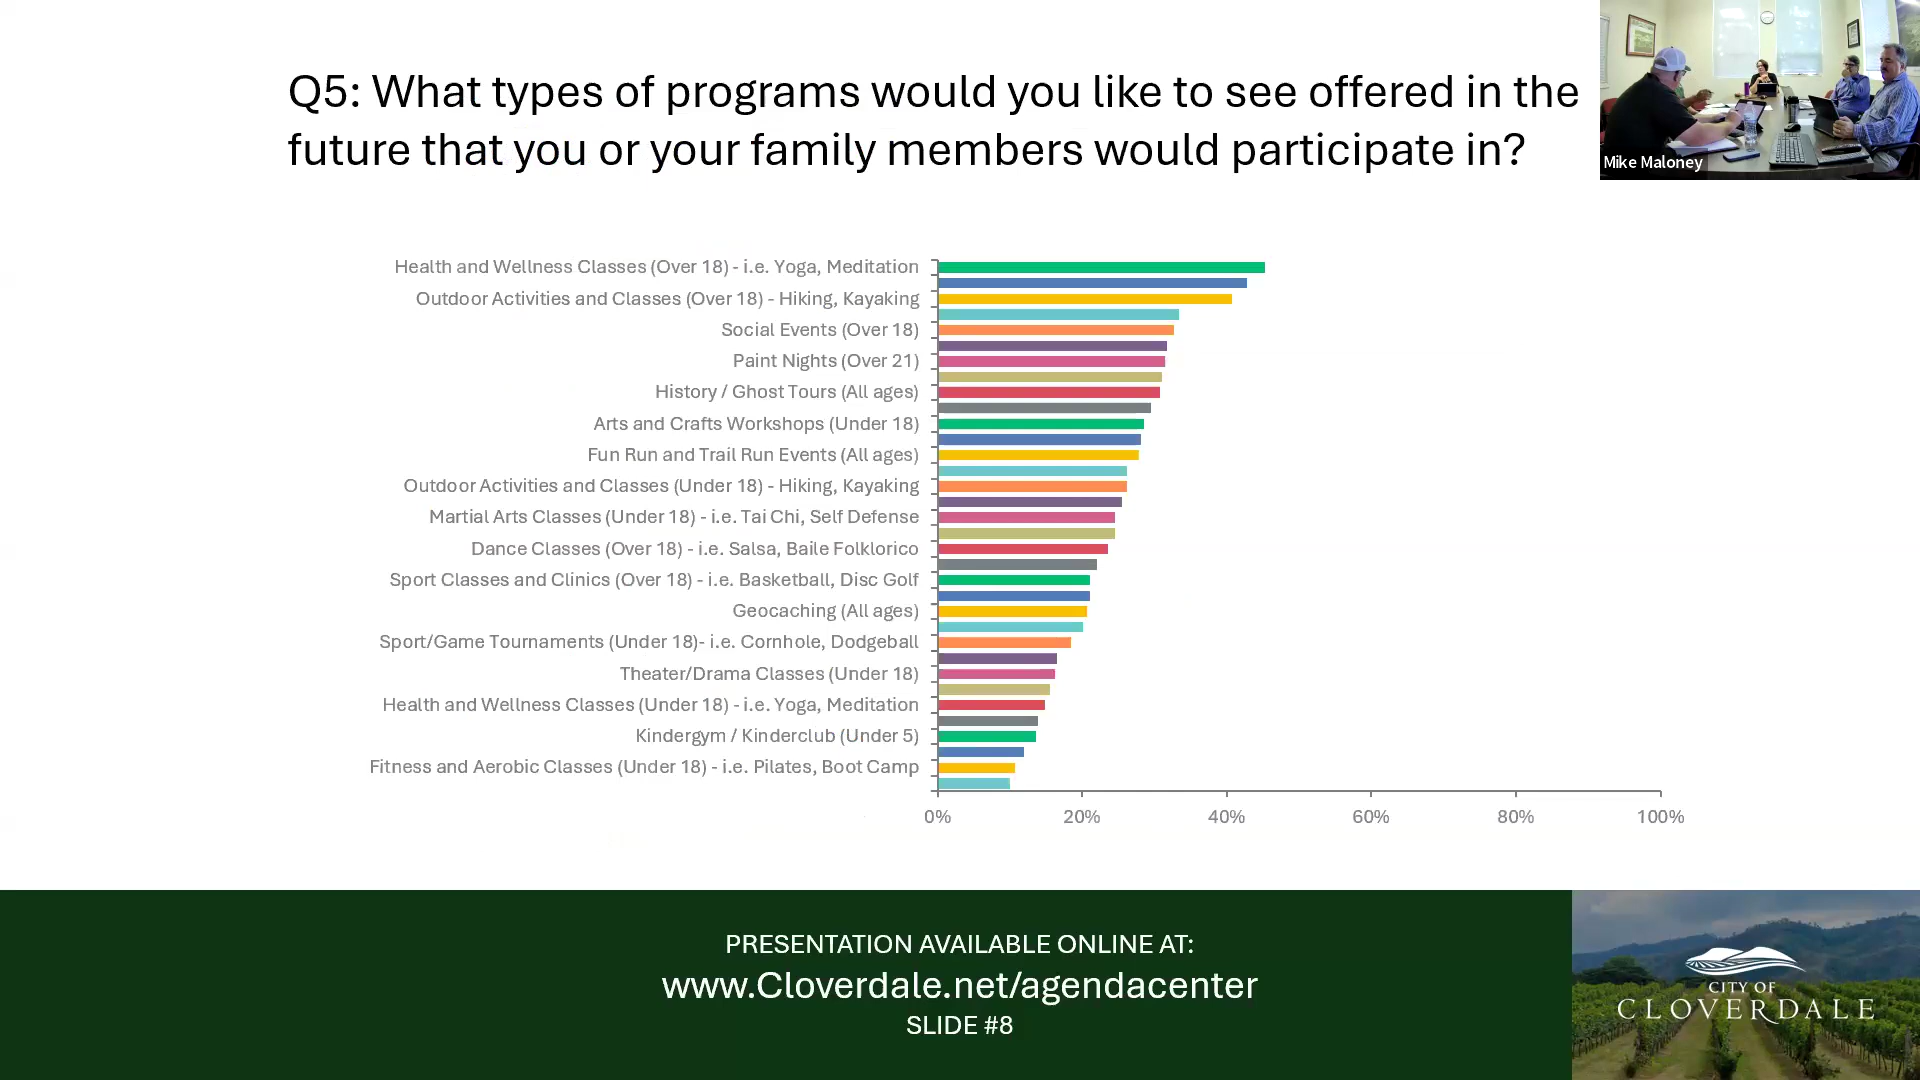 Q5: What types of programs would you like to see offered in the
future that you or your family members would participate in?
Mike Maloney
Health and Wellness Classes (Over 18) - i.e. Yoga, Meditation
Outdoor Activities and Classes (Over 18) - Hiking, Kayaking
Social Events (Over 18)
Paint Nights (Over 21)
History / Ghost Tours (All ages)
Arts and Crafts Workshops (Under 18)
Fun Run and Trail Run Events (All ages)
Outdoor Activities and Classes (Under 18) - Hiking, Kayaking
Martial Arts Classes (Under 18) - i.e. Tai Chi, Self Defense
Dance Classes (Over 18) - i.e. Salsa, Baile Folklorico
Sport Classes and Clinics (Over 18) - i.e. Basketball, Disc Golf
Geocaching (All ages)
Sport/Game Tournaments (Under 18)- i.e. Cornhole, Dodgeball
Theater/Drama Classes (Under 18)
Health and Wellness Classes (Under 18) - i.e. Yoga, Meditation
Kindergym / Kinderclub (Under 5)
Fitness and Aerobic Classes (Under 18) - i.e. Pilates, Boot Camp
0% 20% 40% 60% 80% 100%
PRESENTATION AVAILABLE ONLINE AT:
www.Cloverdale.net/agendacenter
SLIDE #8
CITY OF
CLOVERDALE